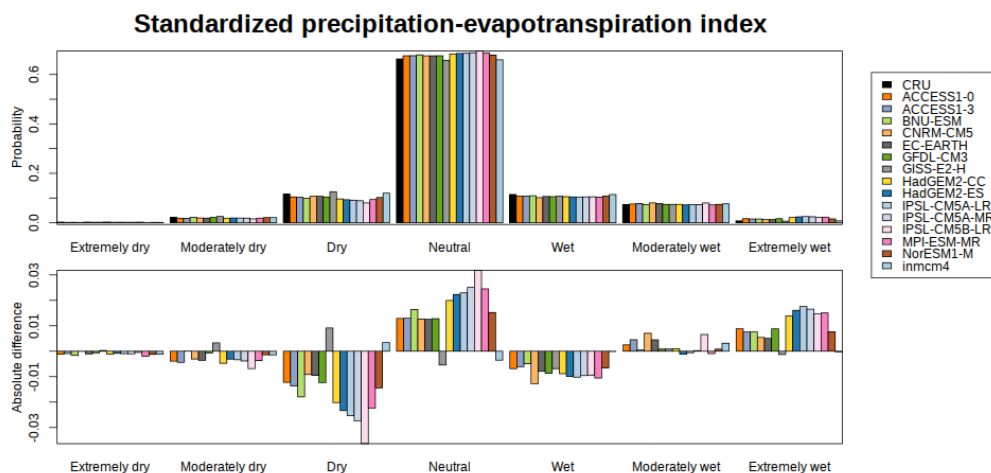 Standardized precipitation-evapotranspiration index
Probability
0.6
0.4
0.2
0.0
Extremely dry Moderately dry Dry Neutral Wet Moderately wet Extremely wet
CRU
ACCESS1-0
ACCESS1-3
BNU-ESM
CNRM-CM5
EC-EARTH
GFDL-CM3
GISS-E2-H
HadGEM2-CC
HadGEM2-ES
IPSL-CM5A-LR
IPSL-CM5A-MR
IPSL-CM5B-LR
MPI-ESM-MR
NorESM1-M
inmcm4
Absolute difference
0.03
0.01
-0.01
-0.03
Extremely dry Moderately dry Dry Neutral Wet Moderately wet Extremely wet